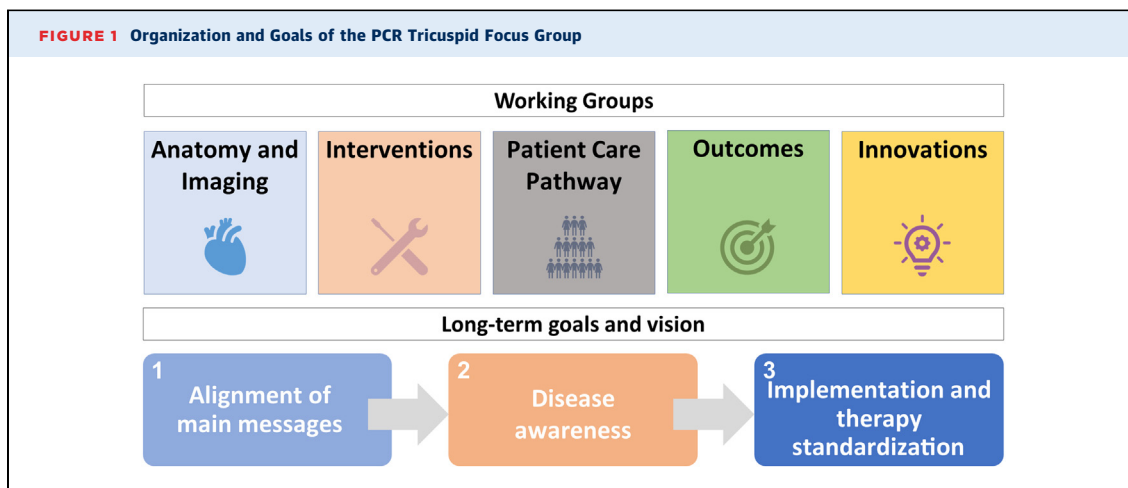 FIGURE 1 Organization and Goals of the PCR Tricuspid Focus Group
Working Groups
Anatomy and
Imaging
Interventions
Patient Care
Pathway
Outcomes
Innovations
Long-term goals and vision
1
Alignment of
main messages
2
Disease
awareness
3
Implementation and
therapy
standardization